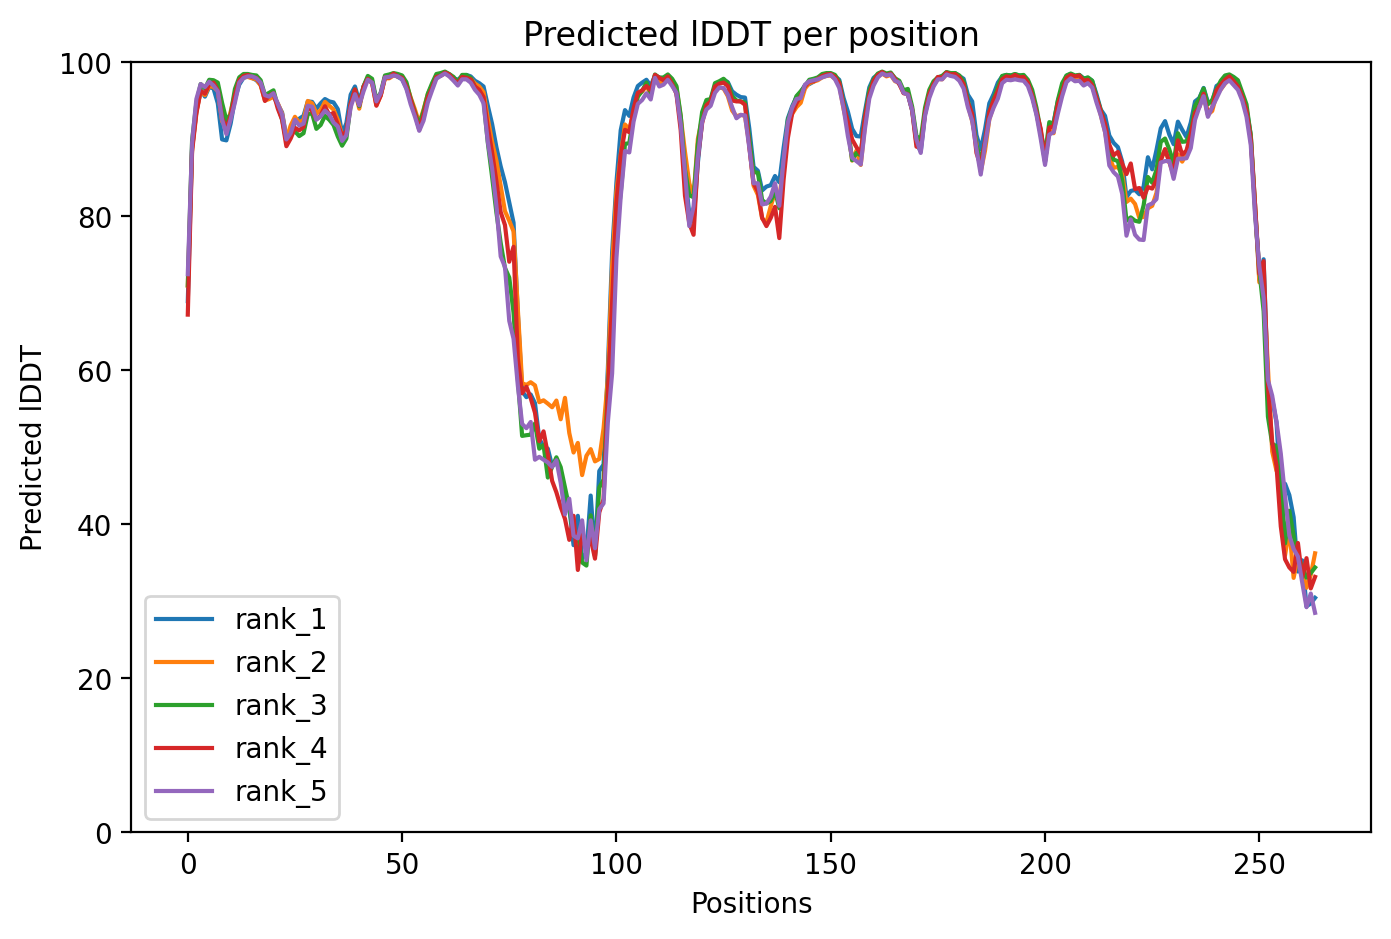 Predicted lDDT per position
100
80
60
40
20
0
Predicted lDDT
rank_1
rank_2
rank_3
rank_4
rank_5
0 50 100 150 200 250
Positions